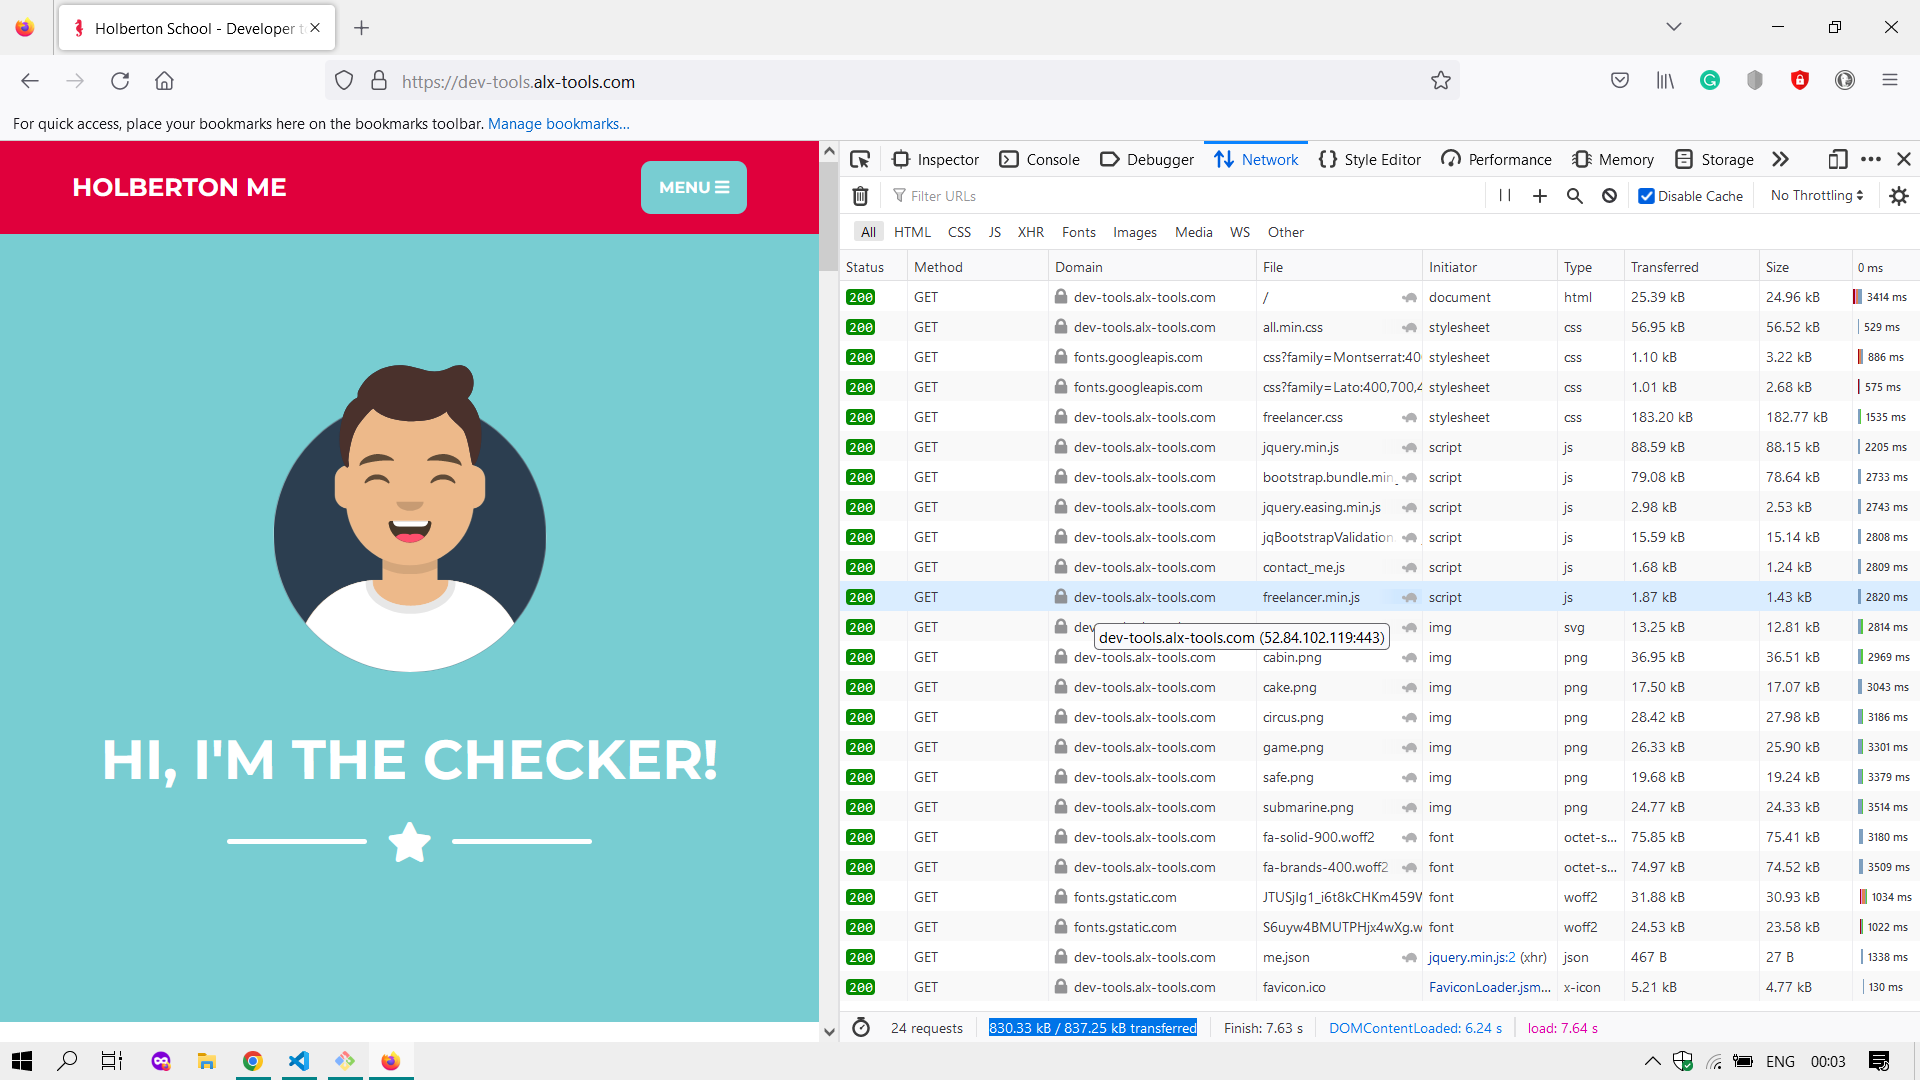 Holberton School - Developer to
https://dev-tools.alx-tools.com
For quick access, place your bookmarks here on the bookmarks toolbar. Manage bookmarks...
HOLBERTON ME
MENU
HI, I'M THE CHECKER!
Inspector Console Debugger Network Style Editor Performance Memory Storage
Filter URLs Disable Cache No Throttling
All HTML CSS JS XHR Fonts Images Media WS Other
Status Method Domain File Initiator Type Transferred Size 0 ms
200 GET dev-tools.alx-tools.com / document html 25.39 kB 24.96 kB 3414 ms
200 GET dev-tools.alx-tools.com all.min.css stylesheet css 56.95 kB 56.52 kB 529 ms
200 GET fonts.googleapis.com css?family=Montserrat:40 stylesheet css 1.10 kB 3.22 kB 886 ms
200 GET fonts.googleapis.com css?family=Lato:400,700,4 stylesheet css 1.01 kB 2.68 kB 575 ms
200 GET dev-tools.alx-tools.com freelancer.css stylesheet css 183.20 kB 182.77 kB 1535 ms
200 GET dev-tools.alx-tools.com jquery.min.js script js 88.59 kB 88.15 kB 2205 ms
200 GET dev-tools.alx-tools.com bootstrap.bundle.min. script js 79.08 kB 78.64 kB 2733 ms
200 GET dev-tools.alx-tools.com jquery.easing.min.js script js 2.98 kB 2.53 kB 2743 ms
200 GET dev-tools.alx-tools.com jqBootstrapValidation. script js 15.59 kB 15.14 kB 2808 ms
200 GET dev-tools.alx-tools.com contact_me.js script js 1.68 kB 1.24 kB 2809 ms
200 GET dev-tools.alx-tools.com freelancer.min.js script js 1.87 kB 1.43 kB 2820 ms
200 GET dev img svg 13.25 kB 12.81 kB 2814 ms
dev-tools.alx-tools.com (52.84.102.119:443)
200 GET dev-tools.alx-tools.com cabin.png img png 36.95 kB 36.51 kB 2969 ms
200 GET dev-tools.alx-tools.com cake.png img png 17.50 kB 17.07 kB 3043 ms
200 GET dev-tools.alx-tools.com circus.png img png 28.42 kB 27.98 kB 3186 ms
200 GET dev-tools.alx-tools.com game.png img png 26.33 kB 25.90 kB 3301 ms
200 GET dev-tools.alx-tools.com safe.png img png 19.68 kB 19.24 kB 3379 ms
200 GET dev-tools.alx-tools.com submarine.png img png 24.77 kB 24.33 kB 3514 ms
200 GET dev-tools.alx-tools.com fa-solid-900.woff2 font octet-s... 75.85 kB 75.41 kB 3180 ms
200 GET dev-tools.alx-tools.com fa-brands-400.woff2 font octet-s... 74.97 kB 74.52 kB 3509 ms
200 GET fonts.gstatic.com JTUSjIg1_i6t8kCHKm459W font woff2 31.88 kB 30.93 kB 1034 ms
200 GET fonts.gstatic.com S6uyw4BMUTPHjx4wXg.w font woff2 24.53 kB 23.58 kB 1022 ms
200 GET dev-tools.alx-tools.com me.json jquery.min.js:2 (xhr) json 467 B 27 B 1338 ms
200 GET dev-tools.alx-tools.com favicon.ico FaviconLoader.jsm... x-icon 5.21 kB 4.77 kB 130 ms
24 requests 830.33 kB / 837.25 kB transferred Finish: 7.63 s DOMContentLoaded: 6.24 s load: 7.64 s
ENG 00:03